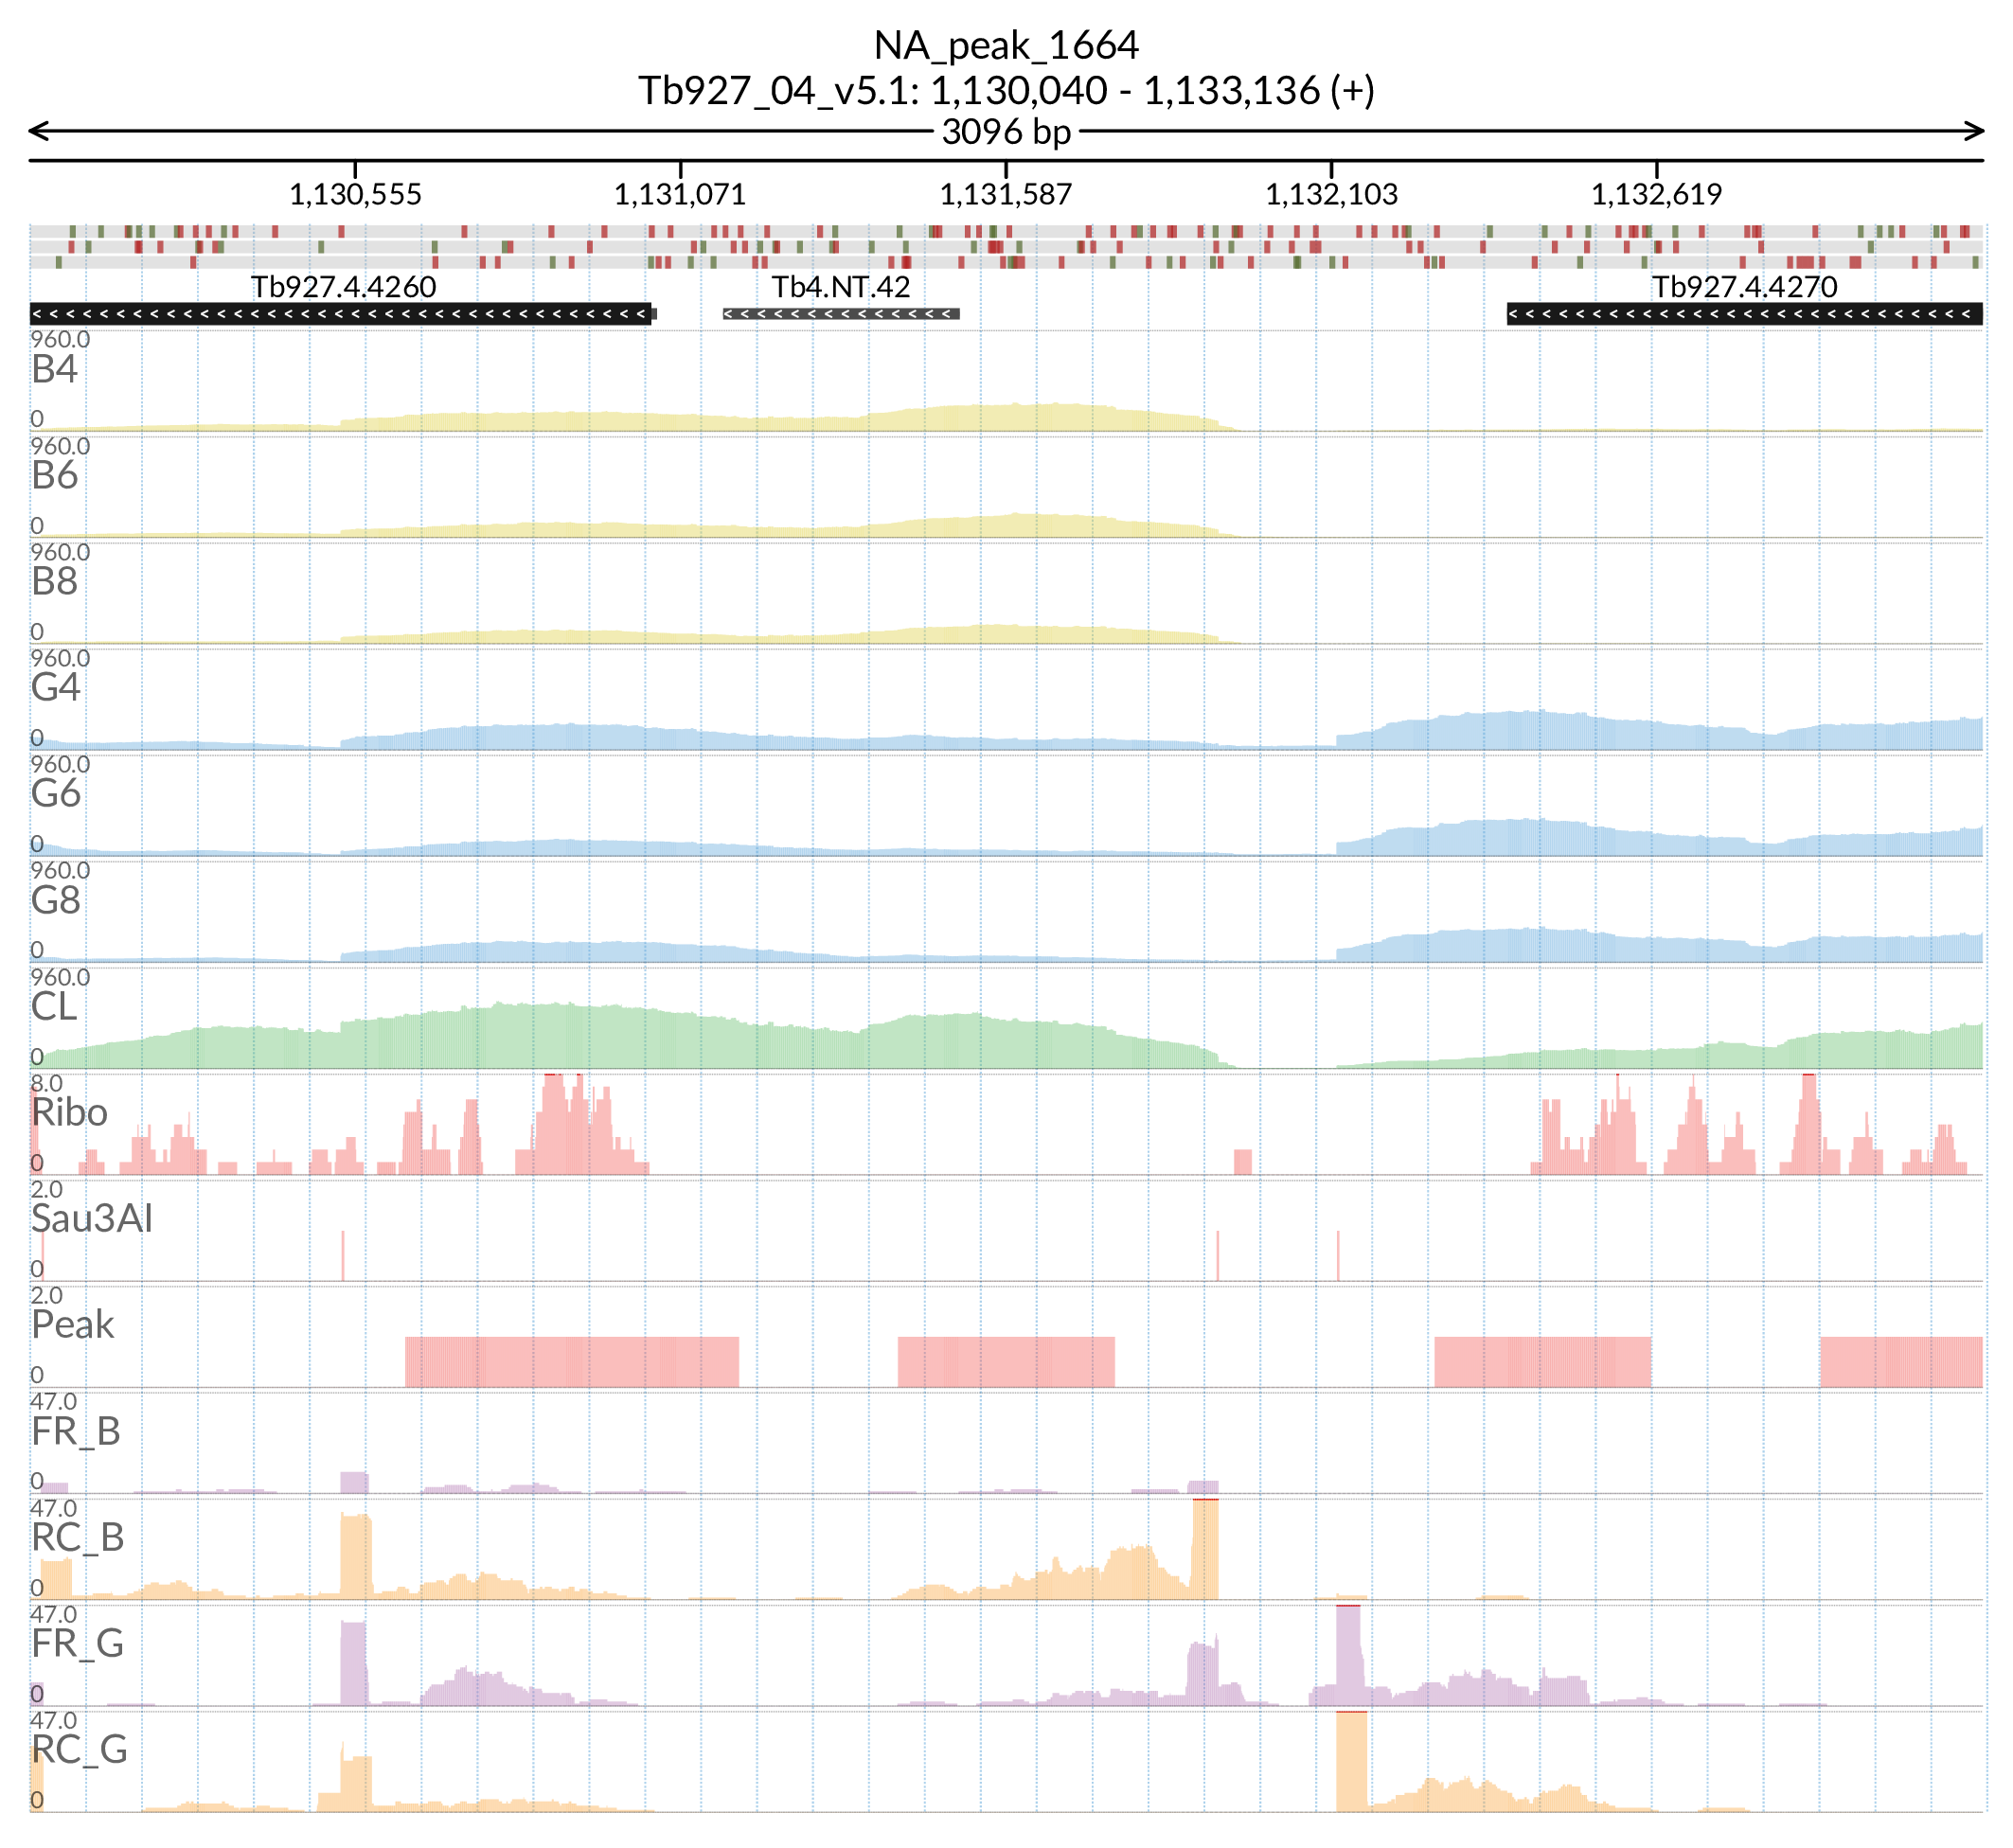 NA_peak_1664
Tb927_04_v5.1: 1,130,040 - 1,133,136 (+)
3096 bp
1,130,555 1,131,071 1,131,587 1,132,103 1,132,619
Tb927.4.4260 Tb4.NT.42 Tb927.4.4270
960.0
B4
0
960.0
B6
0
960.0
B8
0
960.0
G4
0
960.0
G6
0
960.0
G8
0
960.0
CL
0
8.0
Ribo
0
2.0
Sau3AI
0
2.0
Peak
0
47.0
FR_B
0
47.0
RC_B
0
47.0
FR_G
0
47.0
RC_G
0